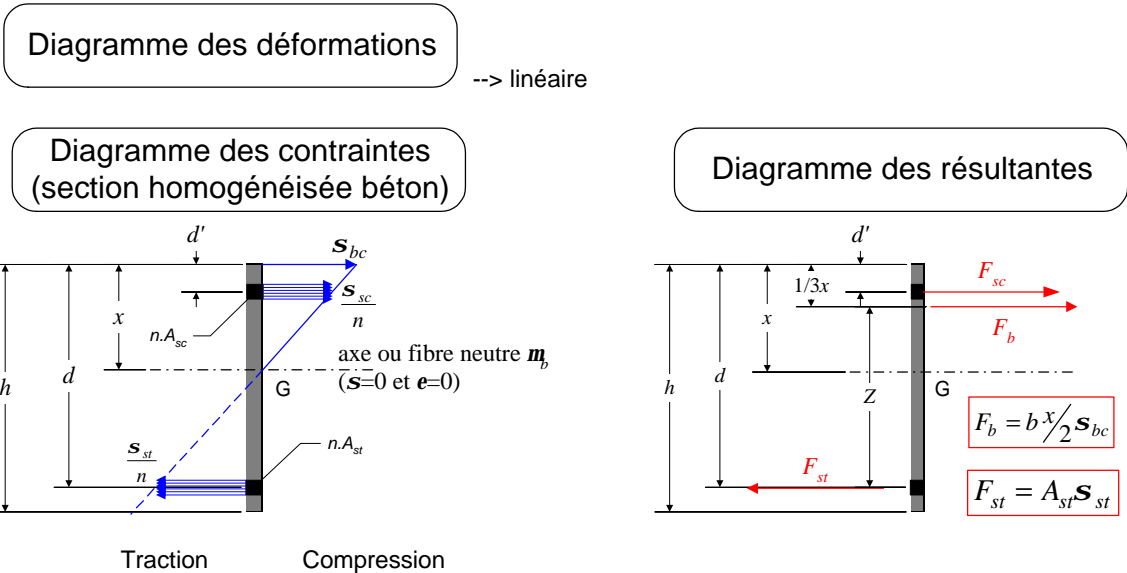 Diagramme des déformations
--> linéaire
Diagramme des contraintes
(section homogénéisée béton)
Diagramme des résultantes
d'
s_bc
s_sc
n
x
n.A_sc
axe ou fibre neutre m_b
(s=0 et e=0)
h
d
G
s_st
n
n.A_st
Traction Compression
d'
F_sc
1/3x
F_b
x
h
d
Z
G
F_b = b x/2 s_bc
F_st
F_st = A_st s_st